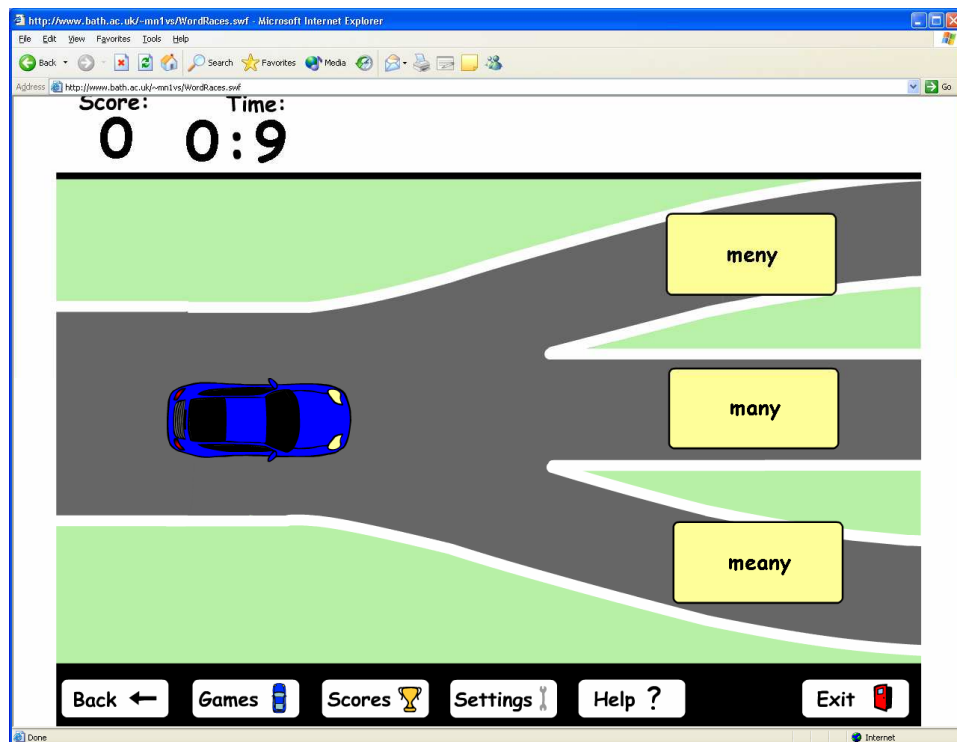 http://www.bath.ac.uk/~mn1vs/WordRaces.swf - Microsoft Internet Explorer
File Edit View Favorites Tools Help
Back Search Favorites Media
Address http://www.bath.ac.uk/~mn1vs/WordRaces.swf Go
Score: Time:
0 0:9
meny
many
meany
Back Games Scores Settings Help ? Exit
Done Internet